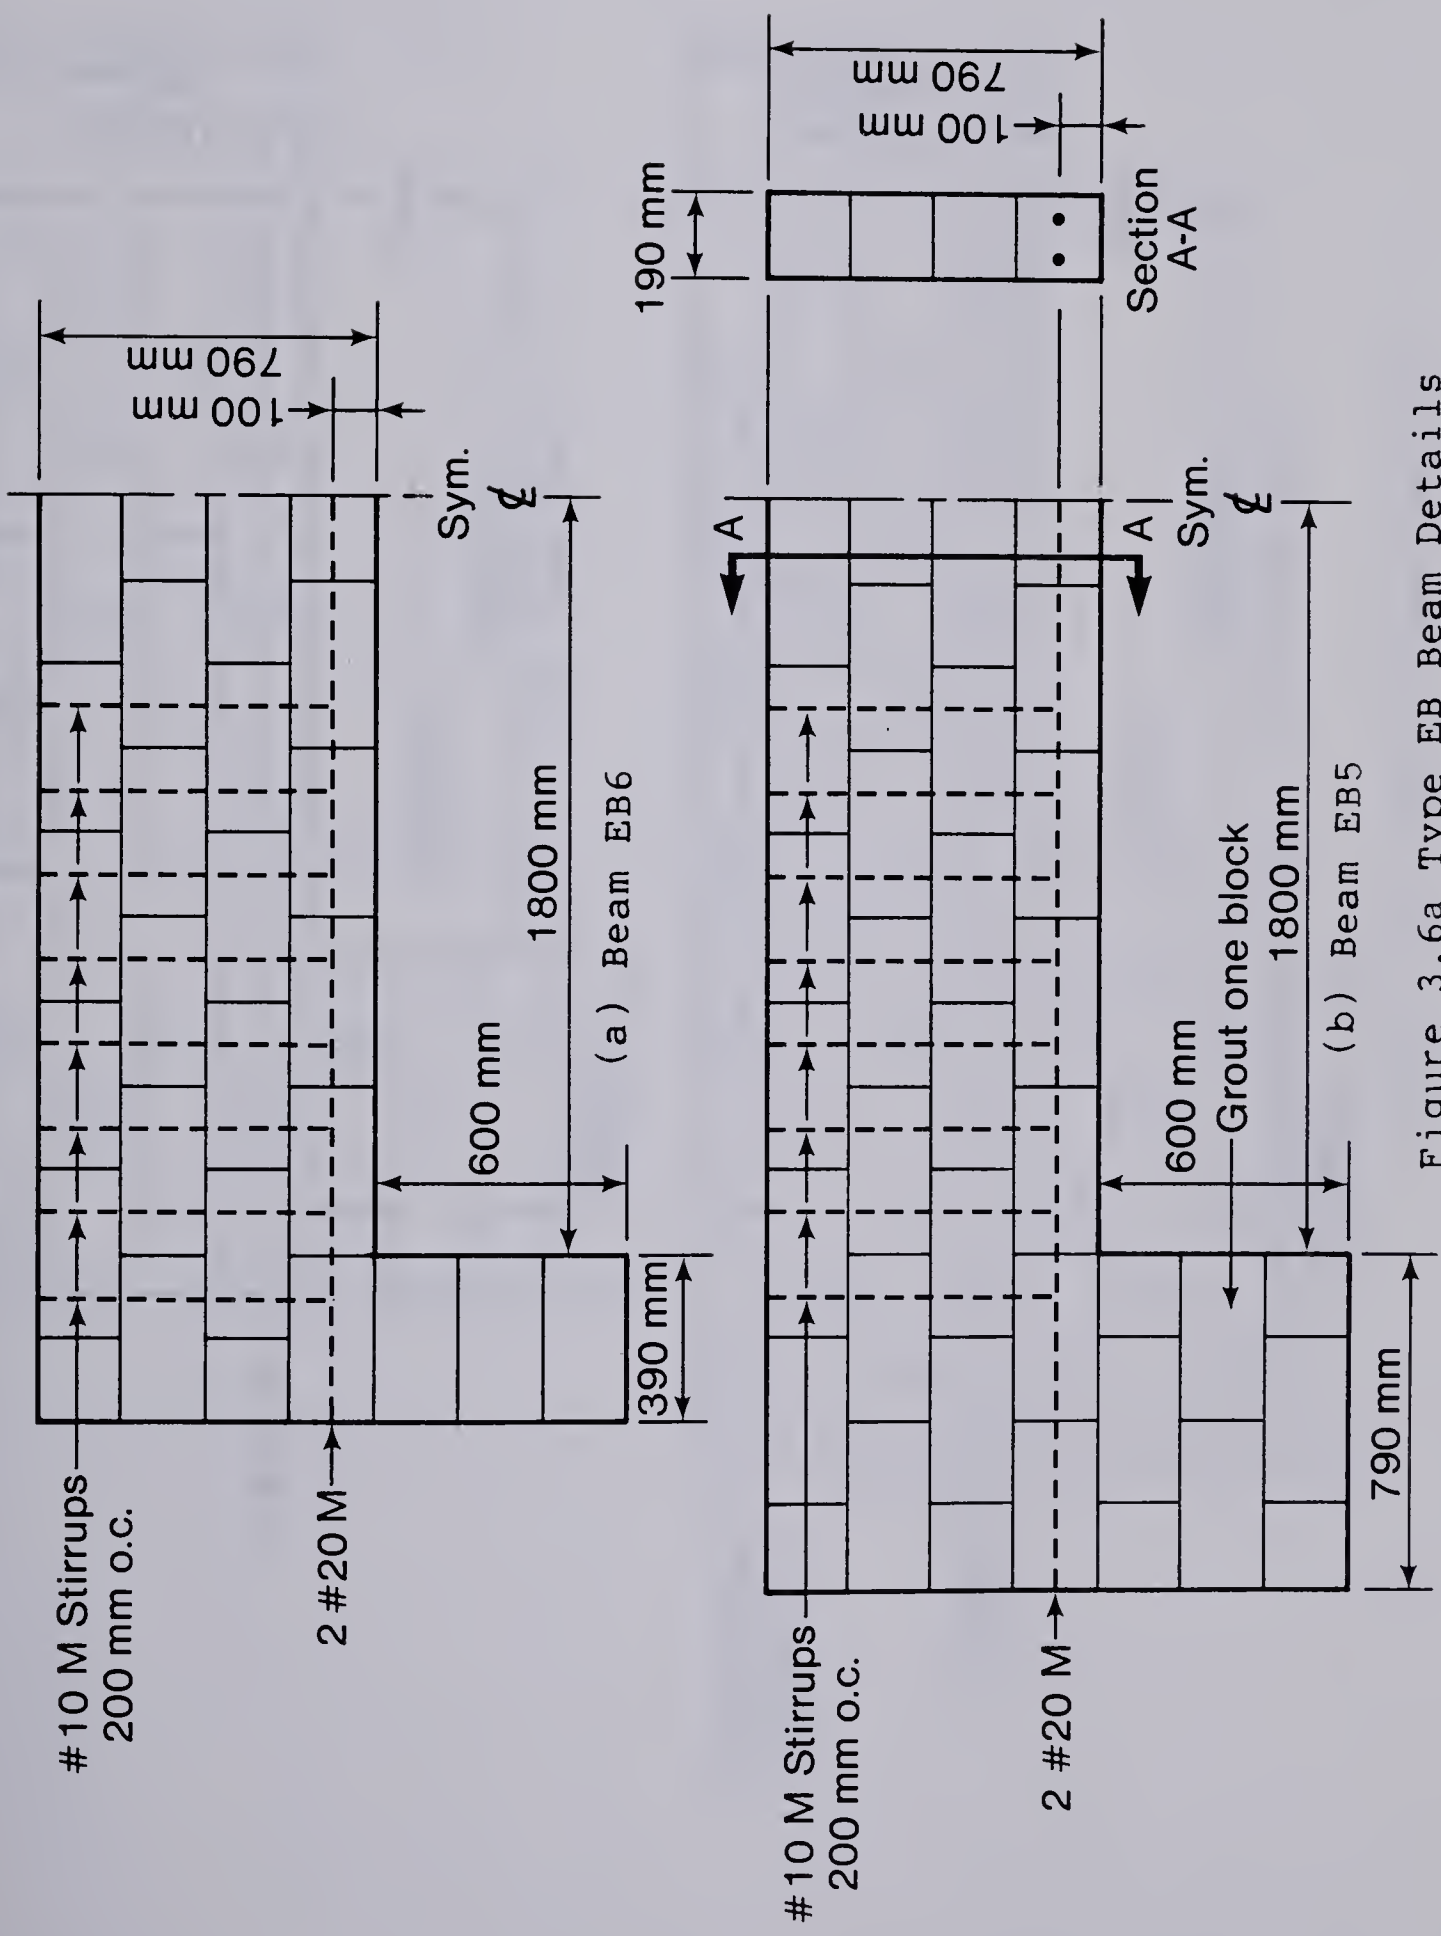 #10 M Stirrups
200 mm o.c.
2 #20 M
390 mm
600 mm
1800 mm
Sym.
℄
100 mm
790 mm
(a) Beam EB6
#10 M Stirrups
200 mm o.c.
2 #20 M
790 mm
600 mm
Grout one block
1800 mm
A
A
Sym.
℄
190 mm
100 mm
790 mm
Section
A-A
(b) Beam EB5
Figure 3.6a Type EB Beam Details